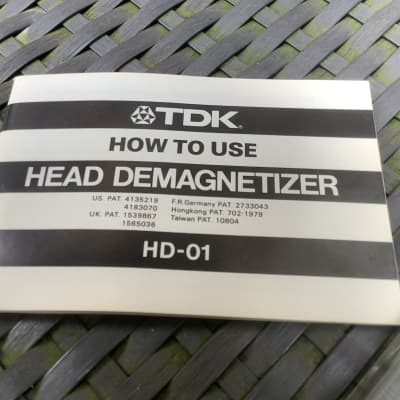 TDK®
HOW TO USE
HEAD DEMAGNETIZER
US. PAT. 4135219 F.R.Germany PAT. 2733043
4183070 Hongkong PAT. 702-1979
UK. PAT. 1539867 Taiwan PAT. 10804
1565036
HD-01